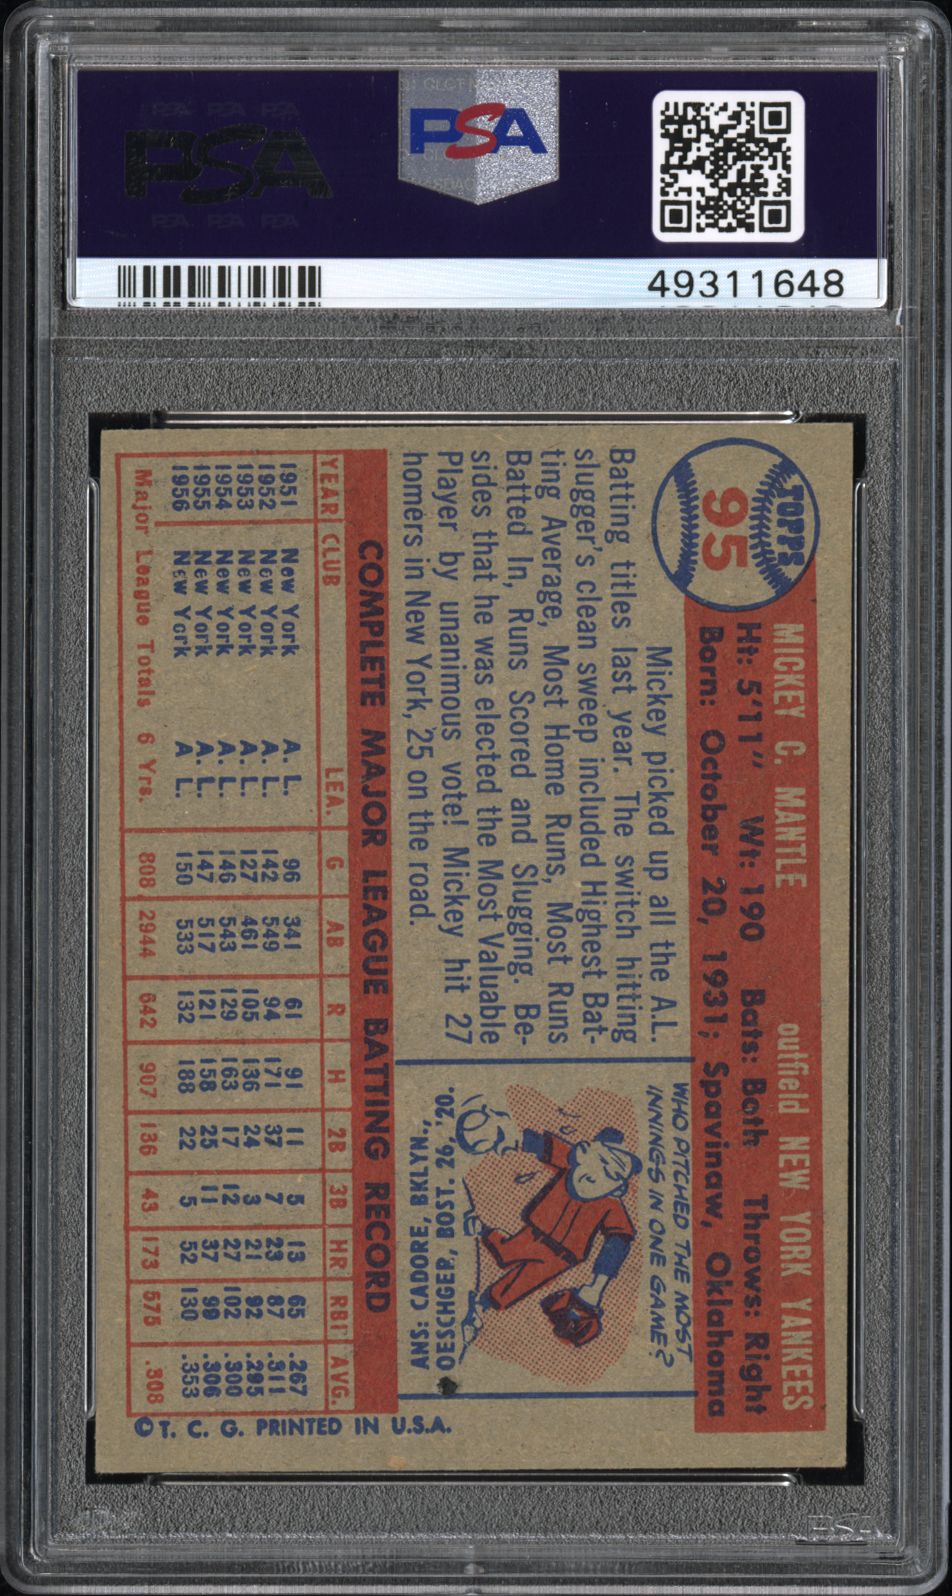 PSA PSA PSA
PSA
PSA PSA PSA
PSA
49311648
TOPPS
95
MICKEY C. MANTLE outfield NEW YORK YANKEES
Ht: 5'11" Wt: 190 Bats: Both Throws: Right
Born: October 20, 1931; Spavinaw, Oklahoma
Mickey picked up all the A.L.
Batting titles last year. The switch hitting
slugger's clean sweep included Highest Bat-
ting Average, Most Home Runs, Most Runs
Batted In, Runs Scored and Slugging. Be-
sides that he was elected the Most Valuable
Player by unanimous vote! Mickey hit 27
homers in New York, 25 on the road.
WHO PITCHED THE MOST
INNINGS IN ONE GAME?
ANS: CADORE, BKLYN.,
OESCHGER, BOST. 26, '20.
COMPLETE MAJOR LEAGUE BATTING RECORD
YEAR CLUB LEA. G AB R H 2B 3B HR RBI AVG.
1951 New York A. L. 96 341 61 91 11 5 13 65 .267
1952 New York A. L. 142 549 94 171 37 7 23 87 .311
1953 New York A. L. 127 461 105 136 24 3 21 92 .295
1954 New York A. L. 146 543 129 163 17 12 27 102 .300
1955 New York A. L. 147 517 121 158 25 11 37 99 .306
1956 New York A L. 150 533 132 188 22 5 52 130 .353
Major League Totals 6 Yrs. 808 2944 642 907 136 43 173 575 .308
© T. C. G. PRINTED IN U.S.A.
PSA